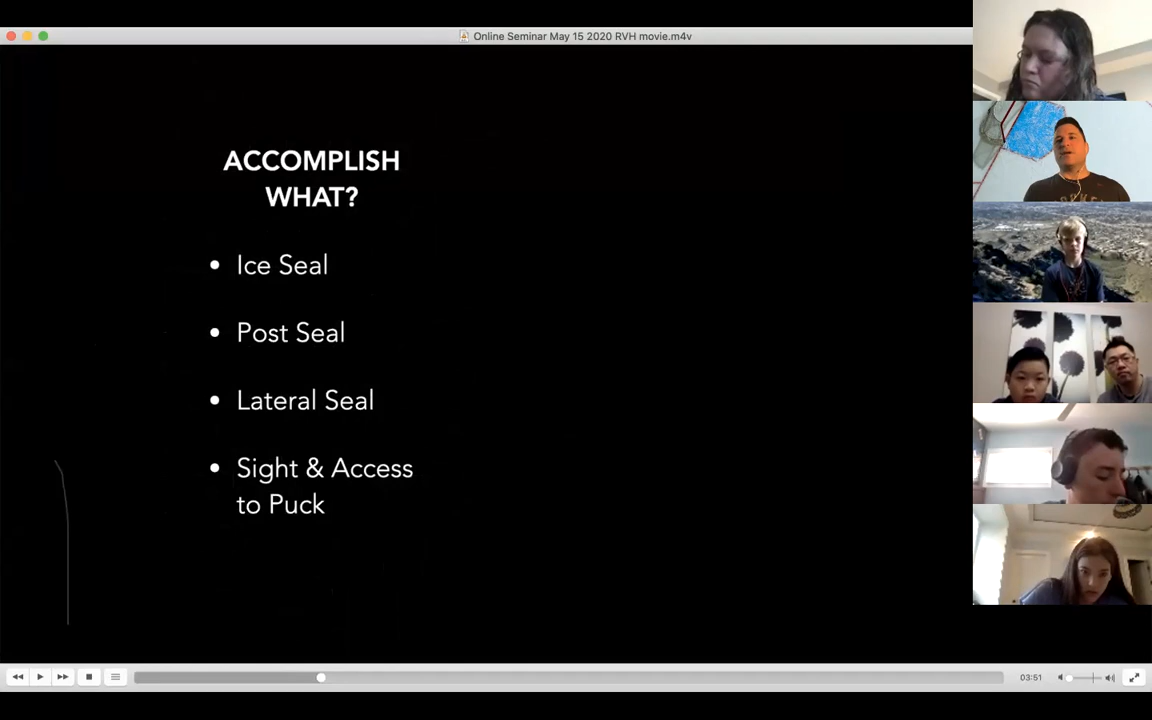 Online Seminar May 15 2020 RVH movie.m4v
ACCOMPLISH
WHAT?
• Ice Seal
• Post Seal
• Lateral Seal
• Sight & Access
to Puck
03:51